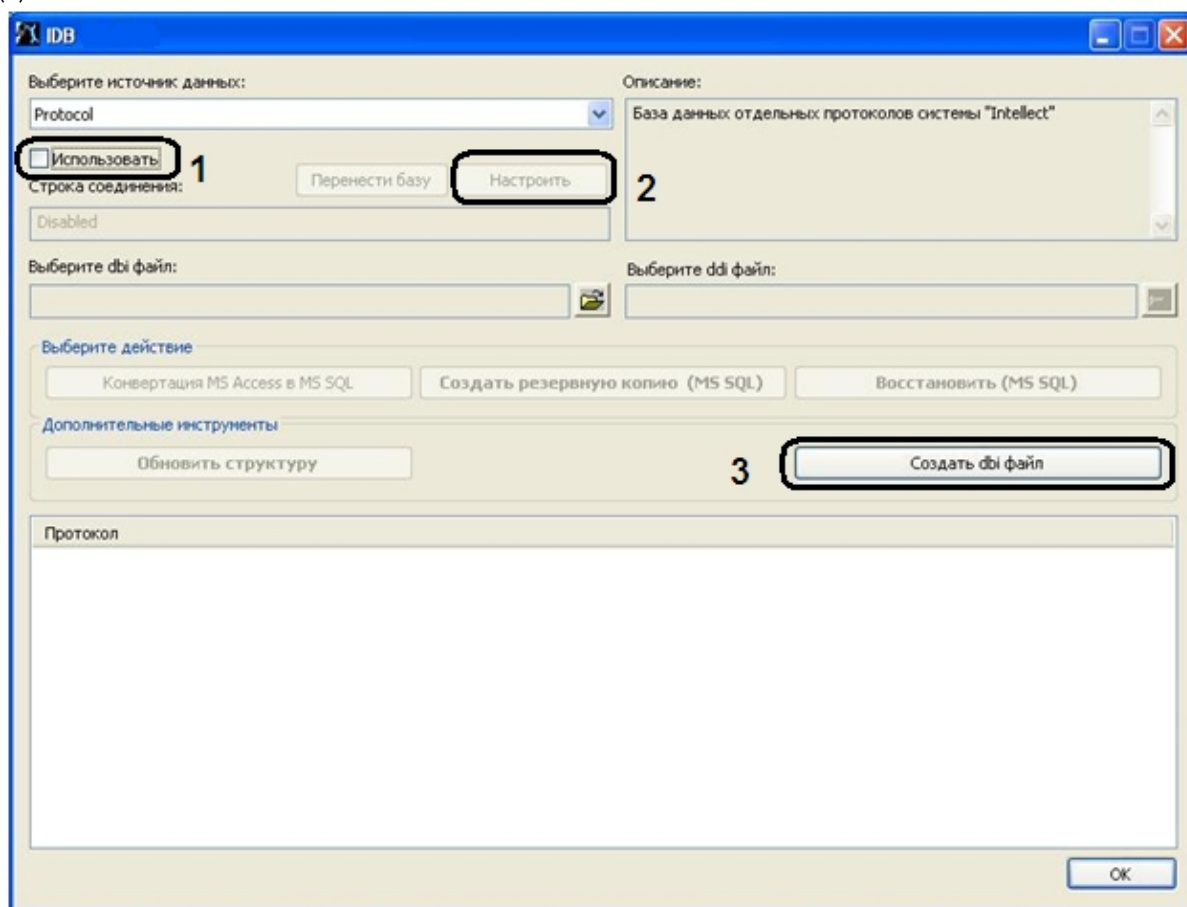 IDB
Выберите источник данных:
Описание:
Protocol
База данных отдельных протоколов системы "Intellect"
Использовать
1
Перенести базу
Настроить
2
Строка соединения:
Disabled
Выберите dbi файл:
Выберите ddi файл:
Выберите действие
Конвертация MS Access в MS SQL
Создать резервную копию (MS SQL)
Восстановить (MS SQL)
Дополнительные инструменты
Обновить структуру
3
Создать dbi файл
Протокол
OK